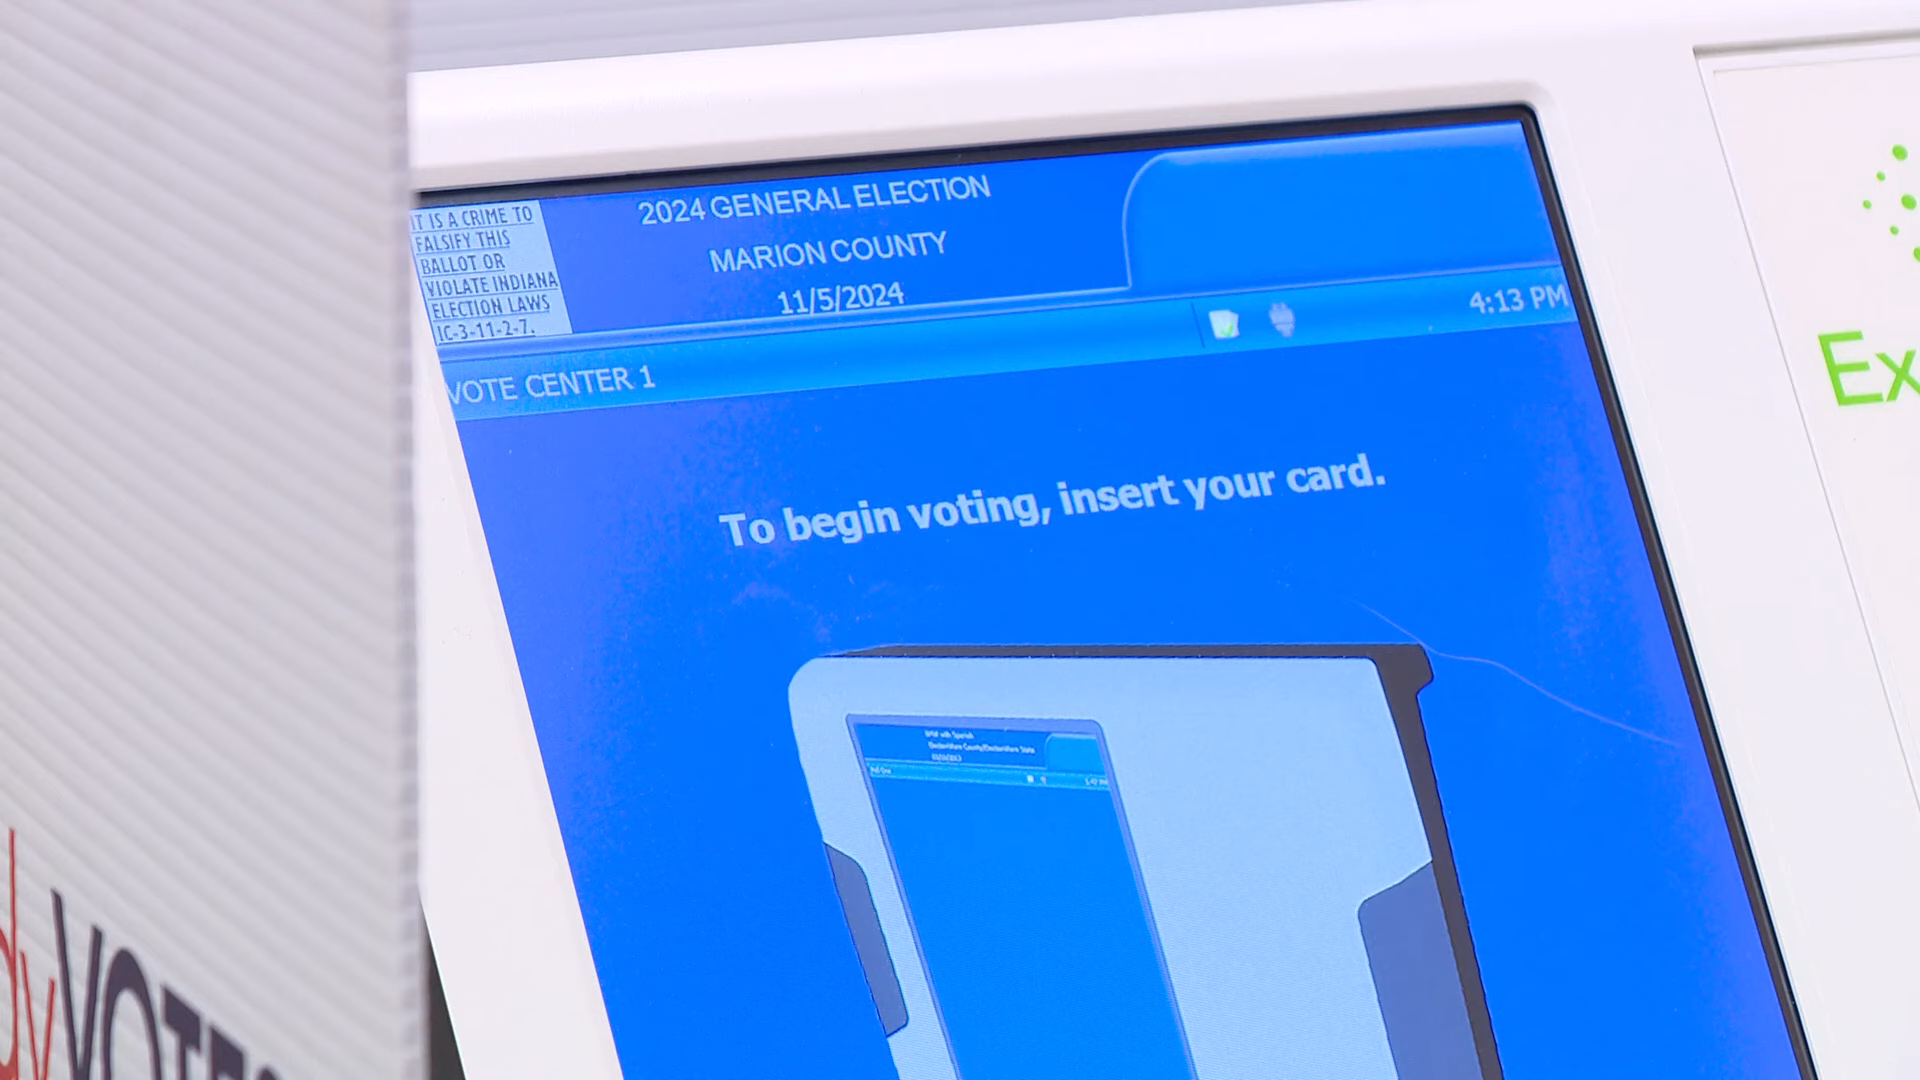 IT IS A CRIME TO
FALSIFY THIS
BALLOT OR
VIOLATE INDIANA
ELECTION LAWS
IC-3-11-2-7.
2024 GENERAL ELECTION
MARION COUNTY
11/5/2024
4:13 PM
VOTE CENTER 1
To begin voting, insert your card.
Ex
dyVOTES